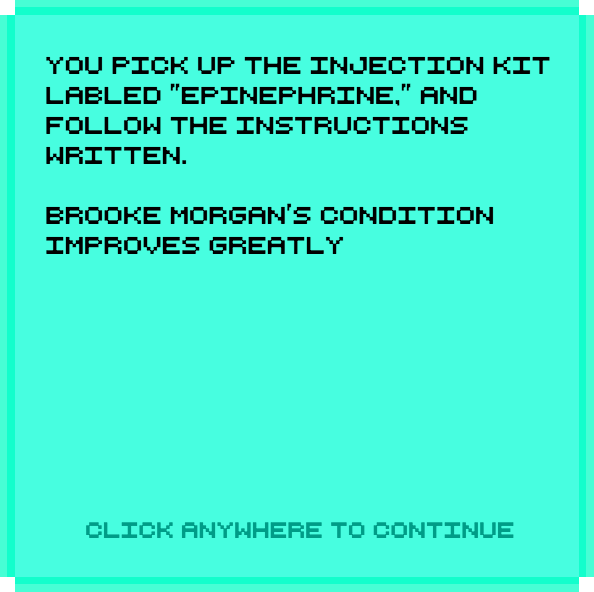 YOU PICK UP THE INJECTION KIT
LABLED "EPINEPHRINE," AND
FOLLOW THE INSTRUCTIONS
WRITTEN.
BROOKE MORGAN'S CONDITION
IMPROVES GREATLY
CLICK ANYWHERE TO CONTINUE